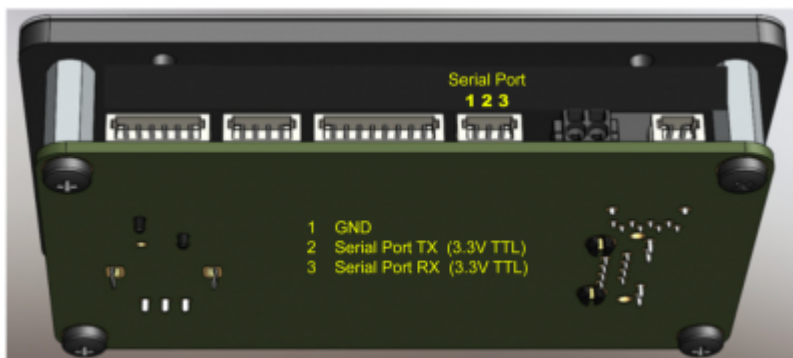 Serial Port
1 2 3
1 GND
2 Serial Port TX (3.3V TTL)
3 Serial Port RX (3.3V TTL)